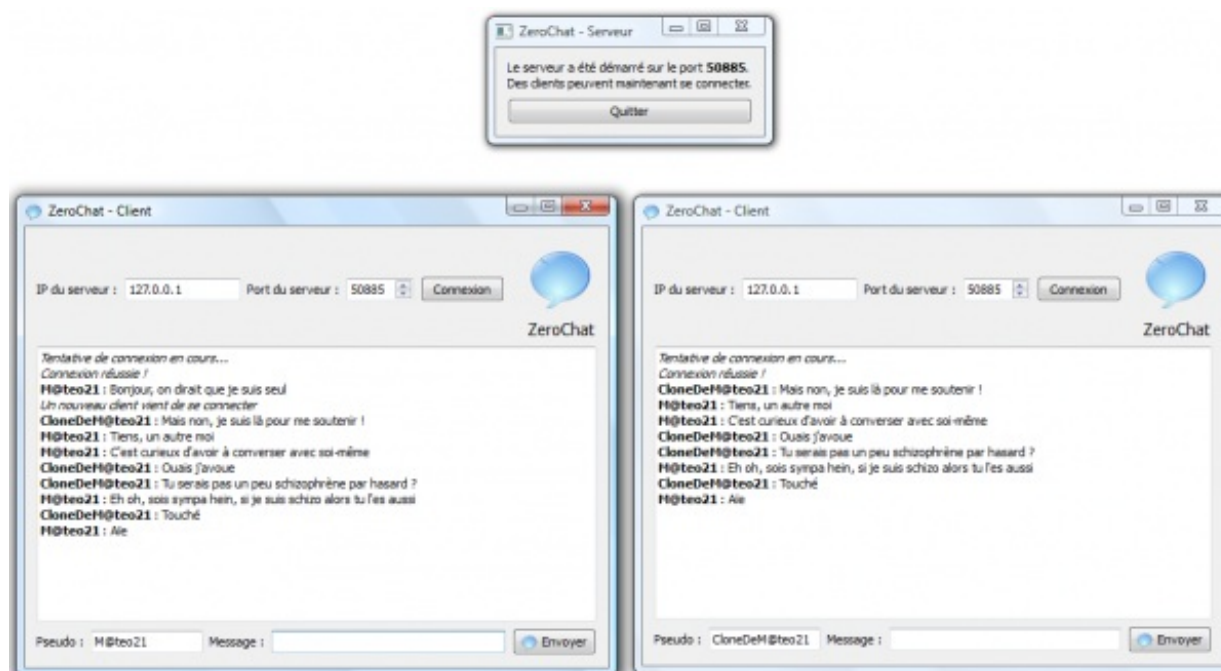 ZeroChat - Serveur
Le serveur a été démarré sur le port 50885.
Des clients peuvent maintenant se connecter.
Quitter
ZeroChat - Client
IP du serveur : 127.0.0.1 Port du serveur : 50885 Connexion
ZeroChat
Tentative de connexion en cours...
Connexion réussie !
M@teo21 : Bonjour, on dirait que je suis seul
Un nouveau client vient de se connecter
CloneDeM@teo21 : Mais non, je suis là pour me soutenir !
M@teo21 : Tiens, un autre moi
M@teo21 : C'est curieux d'avoir à converser avec soi-même
CloneDeM@teo21 : Ouais j'avoue
CloneDeM@teo21 : Tu serais pas un peu schizophrène par hasard ?
M@teo21 : Eh oh, sois sympa hein, si je suis schizo alors tu l'es aussi
CloneDeM@teo21 : Touché
M@teo21 : Aïe
Pseudo : M@teo21 Message : Envoyer
ZeroChat - Client
IP du serveur : 127.0.0.1 Port du serveur : 50885 Connexion
ZeroChat
Tentative de connexion en cours...
Connexion réussie !
CloneDeM@teo21 : Mais non, je suis là pour me soutenir !
M@teo21 : Tiens, un autre moi
M@teo21 : C'est curieux d'avoir à converser avec soi-même
CloneDeM@teo21 : Ouais j'avoue
CloneDeM@teo21 : Tu serais pas un peu schizophrène par hasard ?
M@teo21 : Eh oh, sois sympa hein, si je suis schizo alors tu l'es aussi
CloneDeM@teo21 : Touché
M@teo21 : Aïe
Pseudo : CloneDeM@teo21 Message : Envoyer